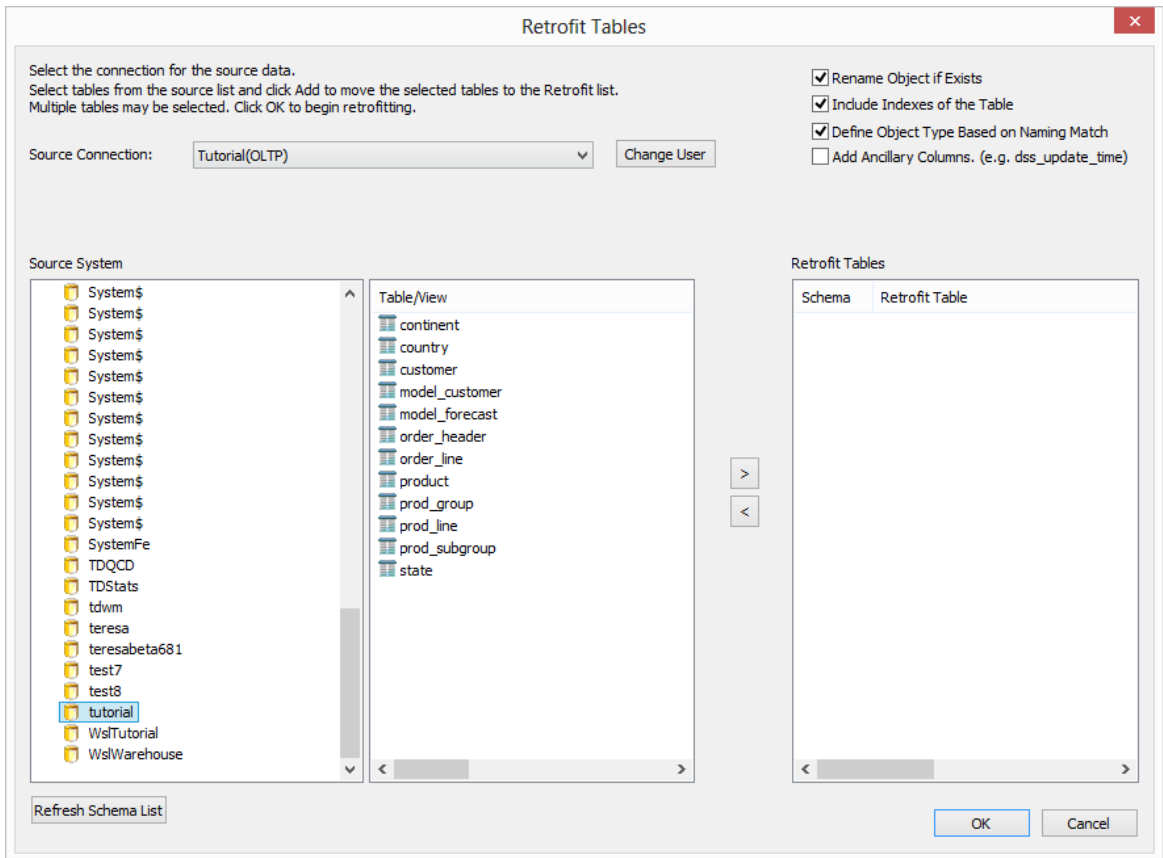 Retrofit Tables
Select the connection for the source data.
Select tables from the source list and click Add to move the selected tables to the Retrofit list.
Multiple tables may be selected. Click OK to begin retrofitting.
Rename Object if Exists
Include Indexes of the Table
Define Object Type Based on Naming Match
Add Ancillary Columns. (e.g. dss_update_time)
Source Connection:
Tutorial(OLTP)
Change User
Source System
System$
System$
System$
System$
System$
System$
System$
System$
System$
System$
System$
System$
SystemFe
TDQCD
TDStats
tdwm
teresa
teresabeta681
test7
test8
tutorial
WslTutorial
WslWarehouse
Table/View
continent
country
customer
model_customer
model_forecast
order_header
order_line
product
prod_group
prod_line
prod_subgroup
state
>
<
Retrofit Tables
Schema Retrofit Table
Refresh Schema List
OK
Cancel